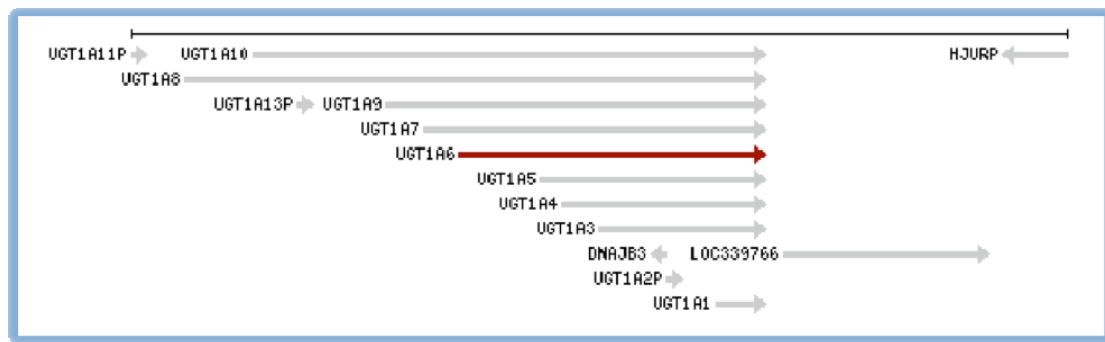 UGT1A11P UGT1A10 HJURP
UGT1A8
UGT1A13P UGT1A9
UGT1A7
UGT1A6
UGT1A5
UGT1A4
UGT1A3
DNAJB3 LOC339766
UGT1A2P
UGT1A1